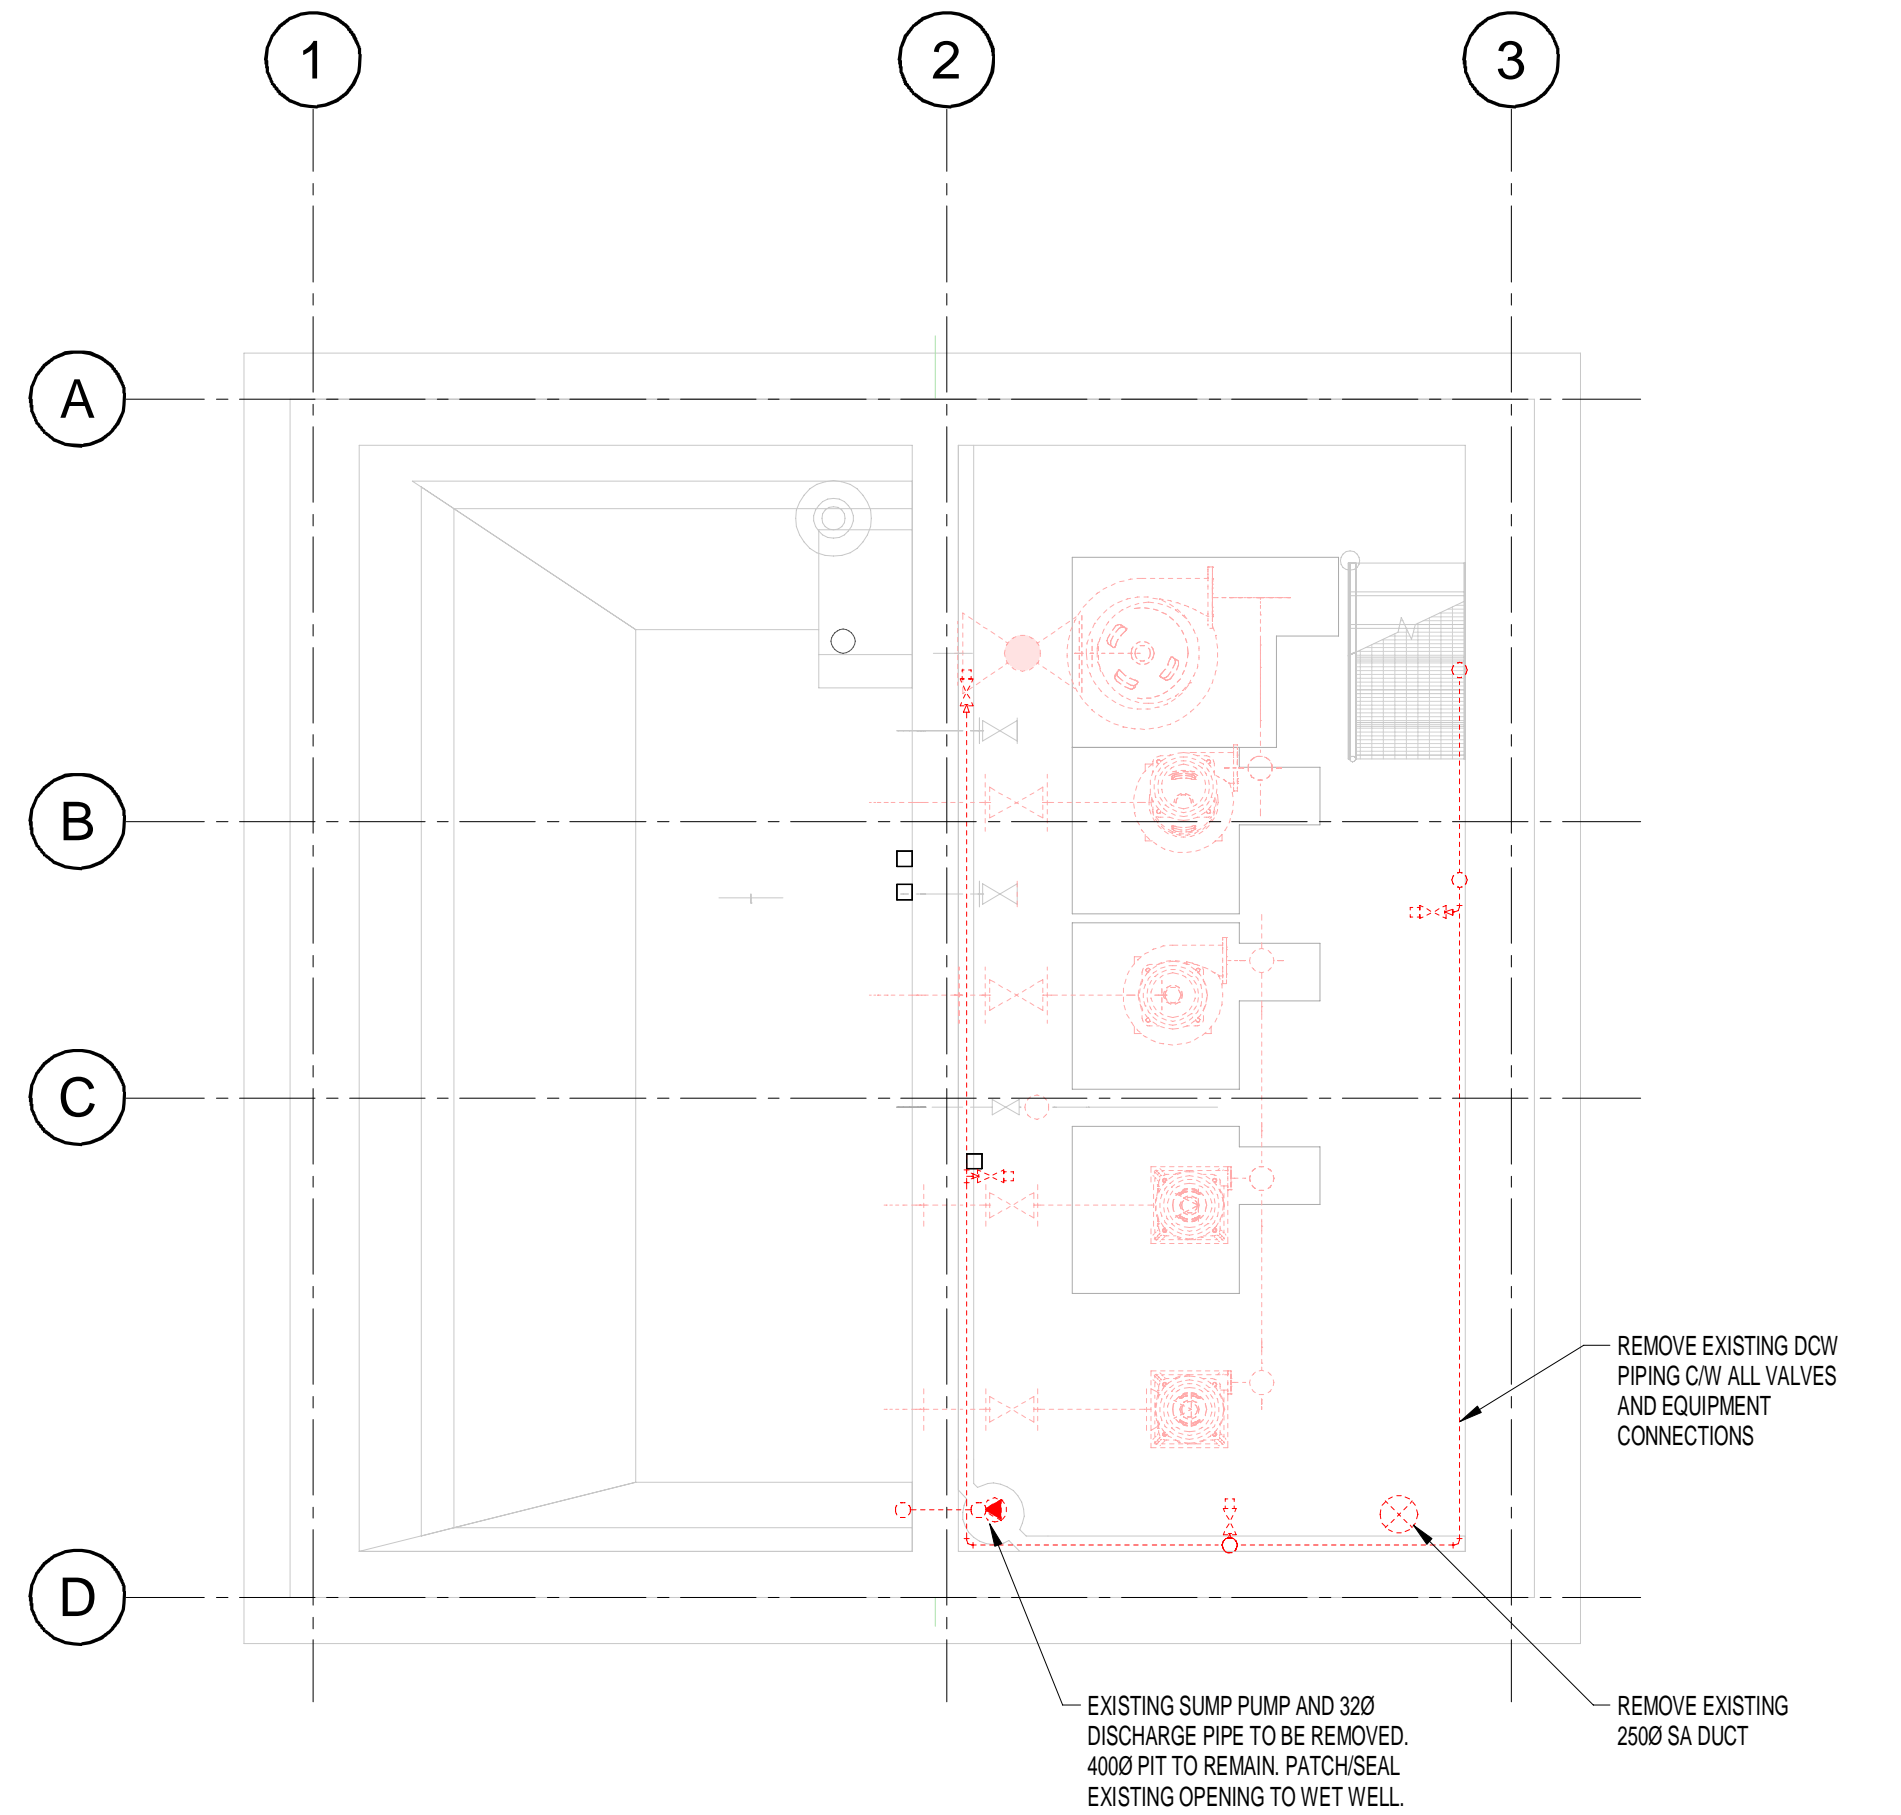 1
2
3
A
B
C
D
REMOVE EXISTING DCW
PIPING C/W ALL VALVES
AND EQUIPMENT
CONNECTIONS
EXISTING SUMP PUMP AND 32Ø
DISCHARGE PIPE TO BE REMOVED.
400Ø PIT TO REMAIN. PATCH/SEAL
EXISTING OPENING TO WET WELL.
REMOVE EXISTING
250Ø SA DUCT